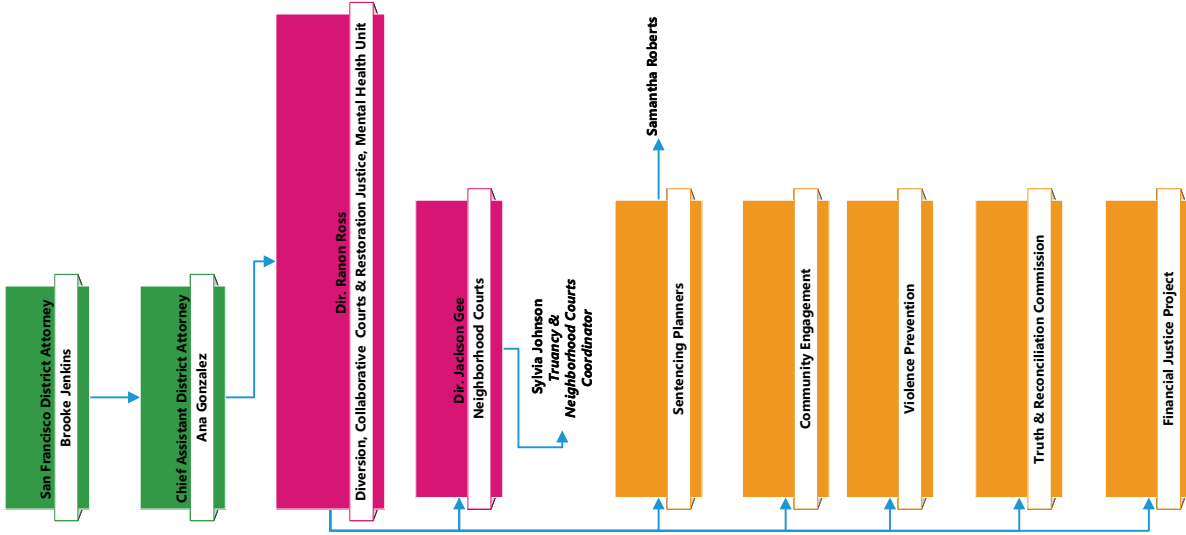 San Francisco District Attorney
Brooke Jenkins
Chief Assistant District Attorney
Ana Gonzalez
Dir. Ranon Ross
Diversion, Collaborative Courts & Restoration Justice, Mental Health Unit
Dir. Jackson Gee
Neighborhood Courts
Sylvia Johnson
Truancy &
Neighborhood Courts
Coordinator
Samantha Roberts
Sentencing Planners
Community Engagement
Violence Prevention
Truth & Reconciliation Commission
Financial Justice Project